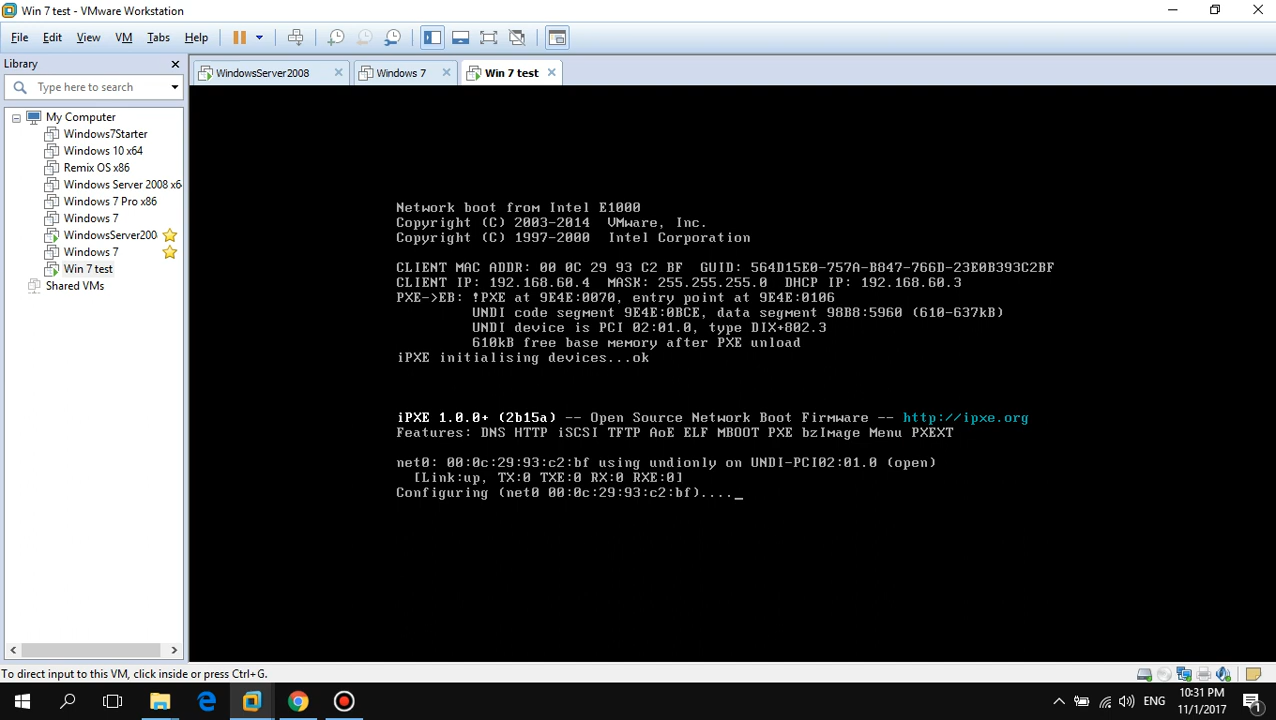 Win 7 test - VMware Workstation
File Edit View VM Tabs Help
Library
Type here to search
My Computer
Windows7Starter
Windows 10 x64
Remix OS x86
Windows Server 2008 x6
Windows 7 Pro x86
Windows 7
WindowsServer200
Windows 7
Win 7 test
Shared VMs
WindowsServer2008 Windows 7 Win 7 test
Network boot from Intel E1000
Copyright (C) 2003-2014 VMware, Inc.
Copyright (C) 1997-2000 Intel Corporation
CLIENT MAC ADDR: 00 0C 29 93 C2 BF GUID: 564D15E0-757A-B847-766D-23E0B393C2BF
CLIENT IP: 192.168.60.4 MASK: 255.255.255.0 DHCP IP: 192.168.60.3
PXE->EB: !PXE at 9E4E:0070, entry point at 9E4E:0106
UNDI code segment 9E4E:0BCE, data segment 98B8:5960 (610-637kB)
UNDI device is PCI 02:01.0, type DIX+802.3
610kB free base memory after PXE unload
iPXE initialising devices...ok
iPXE 1.0.0+ (2b15a) -- Open Source Network Boot Firmware -- http://ipxe.org
Features: DNS HTTP iSCSI TFTP AoE ELF MBOOT PXE bzImage Menu PXEXT
net0: 00:0c:29:93:c2:bf using undionly on UNDI-PCI02:01.0 (open)
[Link:up, TX:0 TXE:0 RX:0 RXE:0]
Configuring (net0 00:0c:29:93:c2:bf)...._
To direct input to this VM, click inside or press Ctrl+G.
ENG
10:31 PM
11/1/2017
1